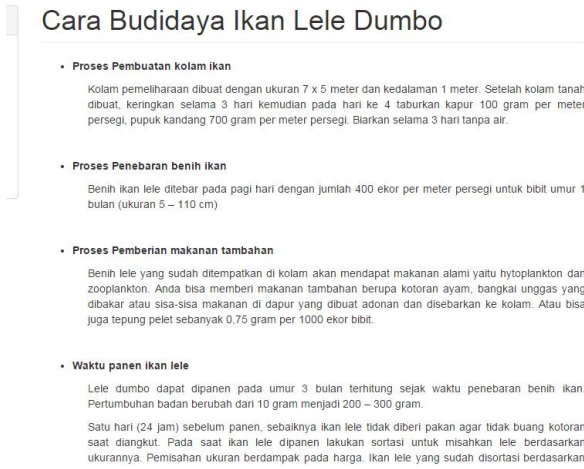 Cara Budidaya Ikan Lele Dumbo
• Proses Pembuatan kolam ikan
Kolam pemeliharaan dibuat dengan ukuran 7 x 5 meter dan kedalaman 1 meter. Setelah kolam tanah
dibuat, keringkan selama 3 hari kemudian pada hari ke 4 taburkan kapur 100 gram per meter
persegi, pupuk kandang 700 gram per meter persegi. Biarkan selama 3 hari tanpa air.
• Proses Penebaran benih ikan
Benih ikan lele ditebar pada pagi hari dengan jumlah 400 ekor per meter persegi untuk bibit umur 1
bulan (ukuran 5 – 110 cm)
• Proses Pemberian makanan tambahan
Benih lele yang sudah ditempatkan di kolam akan mendapat makanan alami yaitu hytoplankton dan
zooplankton. Anda bisa memberi makanan tambahan berupa kotoran ayam, bangkai unggas yang
dibakar atau sisa-sisa makanan di dapur yang dibuat adonan dan disebarkan ke kolam. Atau bisa
juga tepung pelet sebanyak 0,75 gram per 1000 ekor bibit.
• Waktu panen ikan lele
Lele dumbo dapat dipanen pada umur 3 bulan terhitung sejak waktu penebaran benih ikan.
Pertumbuhan badan berubah dari 10 gram menjadi 200 – 300 gram.
Satu hari (24 jam) sebelum panen, sebaiknya ikan lele tidak diberi pakan agar tidak buang kotoran
saat diangkut. Pada saat ikan lele dipanen lakukan sortasi untuk misahkan lele berdasarkan
ukurannya. Pemisahan ukuran berdampak pada harga. Ikan lele yang sudah disortasi berdasarkan